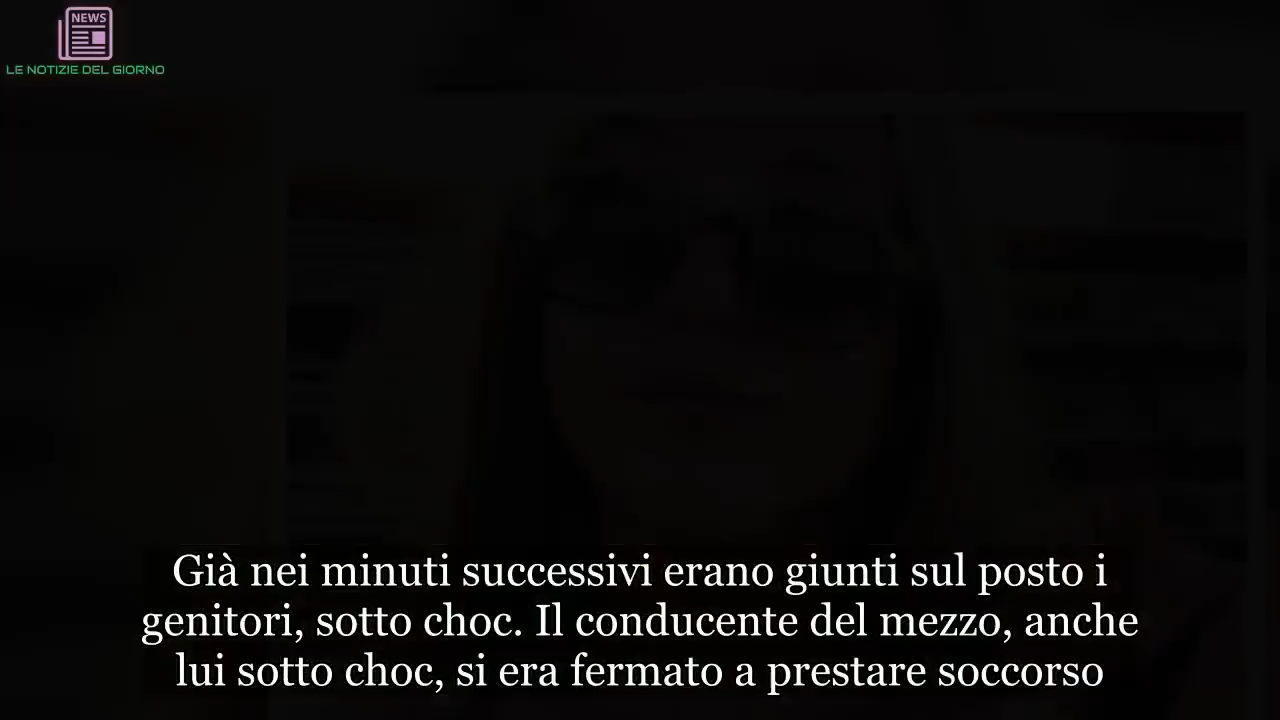 NEWS
LE NOTIZIE DEL GIORNO
Già nei minuti successivi erano giunti sul posto i
genitori, sotto choc. Il conducente del mezzo, anche
lui sotto choc, si era fermato a prestare soccorso